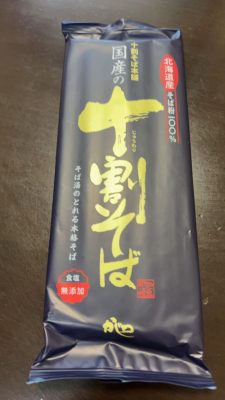 十割そば本舗
国産の
十割そば
じゅうわり
北海道産 そば粉100%
そば湯のとれる本格そば
食塩
無添加